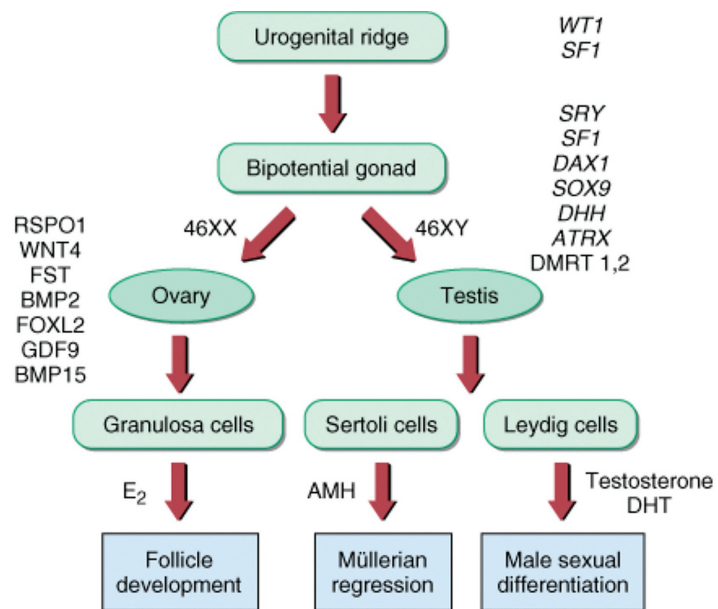 Urogenital ridge
WT1
SF1
Bipotential gonad
SRY
SF1
DAX1
SOX9
DHH
ATRX
DMRT 1,2
46XX
46XY
RSPO1
WNT4
FST
BMP2
FOXL2
GDF9
BMP15
Ovary
Testis
Granulosa cells
Sertoli cells
Leydig cells
E2
AMH
Testosterone
DHT
Follicle
development
Müllerian
regression
Male sexual
differentiation